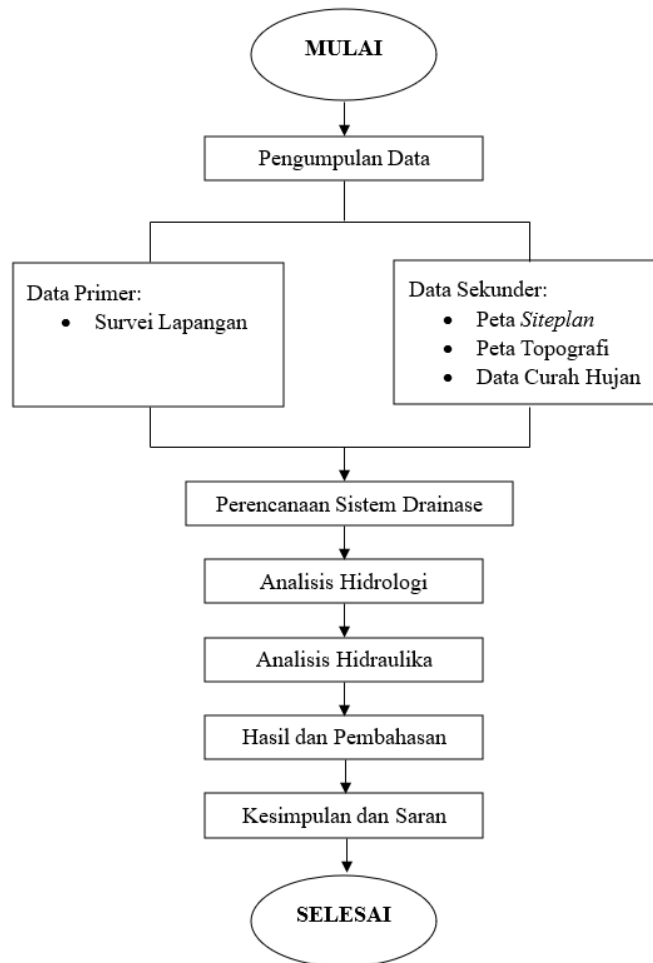 MULAI
Pengumpulan Data
Data Primer:
• Survei Lapangan
Data Sekunder:
• Peta Siteplan
• Peta Topografi
• Data Curah Hujan
Perencanaan Sistem Drainase
Analisis Hidrologi
Analisis Hidraulika
Hasil dan Pembahasan
Kesimpulan dan Saran
SELESAI